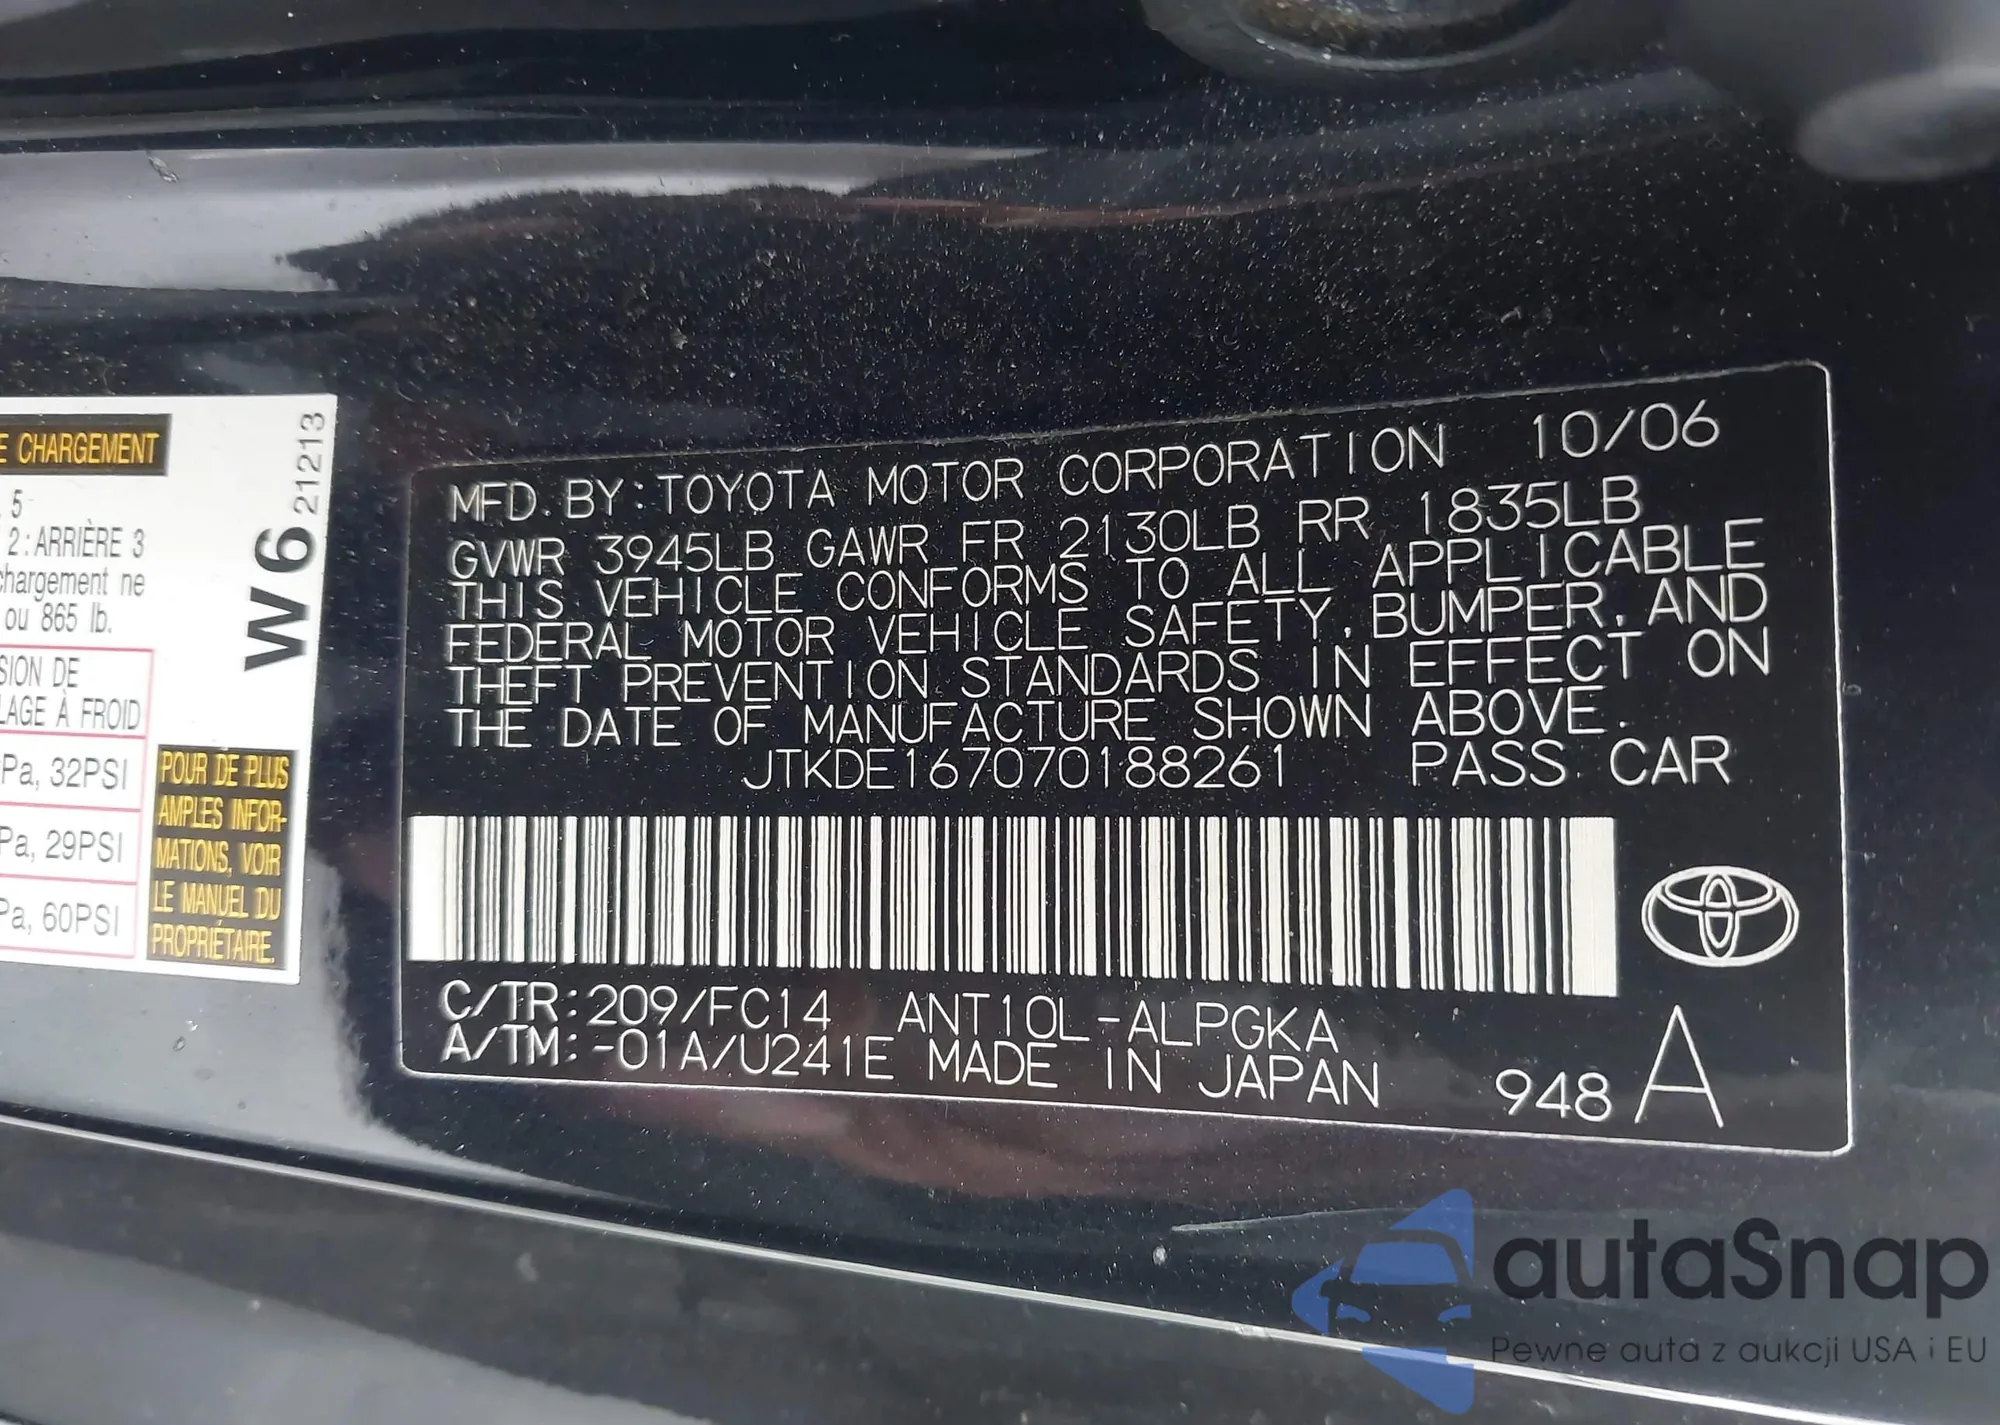 E CHARGEMENT
5
2:ARRIÈRE 3
chargement ne
ou 865 lb.
SION DE
LAGE À FROID
Pa, 32PSI
Pa, 29PSI
Pa, 60PSI
W6 21213
POUR DE PLUS
AMPLES INFOR-
MATIONS, VOIR
LE MANUEL DU
PROPRIÉTAIRE.
MFD. BY:TOYOTA MOTOR CORPORATION 10/06
GVWR 3945LB GAWR FR 2130LB RR 1835LB
THIS VEHICLE CONFORMS TO ALL APPLICABLE
FEDERAL MOTOR VEHICLE SAFETY, BUMPER, AND
THEFT PREVENTION STANDARDS IN EFFECT ON
THE DATE OF MANUFACTURE SHOWN ABOVE.
JTKDE167070188261 PASS. CAR
C/TR:209/FC14 ANT10L-ALPGKA
A/TM:-01A/U241E MADE IN JAPAN 948 A
autaSnap
Pewne auta z aukcji USA i EU